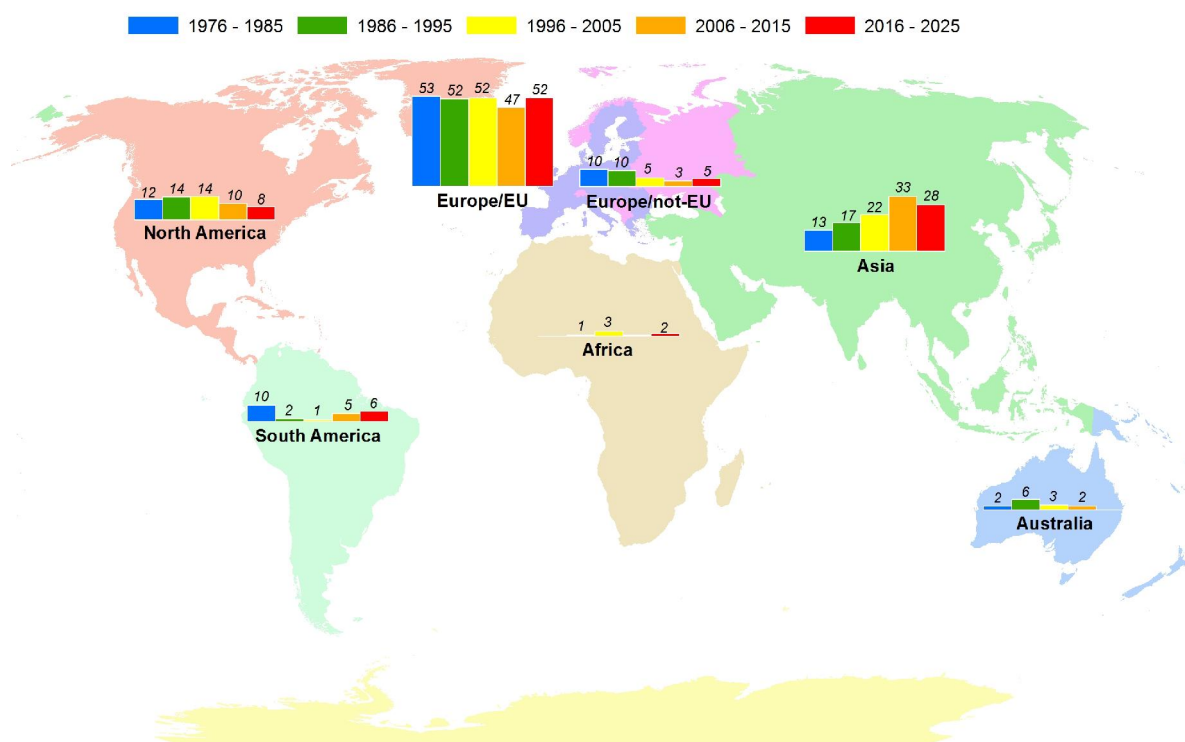 1976 - 1985 1986 - 1995 1996 - 2005 2006 - 2015 2016 - 2025
53 52 52 47 52
Europe/EU
10 10 5 3 5
Europe/not-EU
12 14 14 10 8
North America
13 17 22 33 28
Asia
1 3 2
Africa
10 2 1 5 6
South America
2 6 3 2
Australia